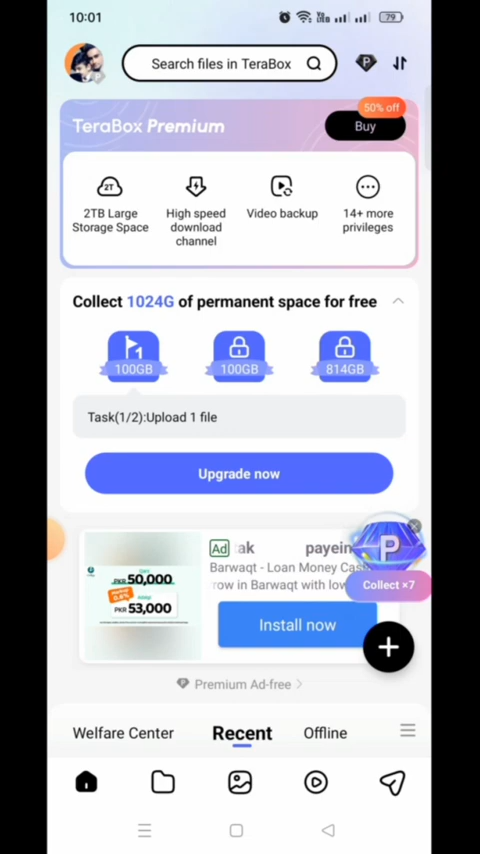 10:01
79
Search files in TeraBox
P
TeraBox Premium
50% off
Buy
2T
2TB Large
Storage Space
High speed
download
channel
Video backup
14+ more
privileges
Collect 1024G of permanent space for free
1
100GB
100GB
814GB
Task(1/2):Upload 1 file
Upgrade now
PKR 50,000
PKR 53,000
Ad
payein
Barwaqt - Loan Money Cas
row in Barwaqt with low
Install now
P
Collect ×7
Premium Ad-free >
Welfare Center
Recent
Offline